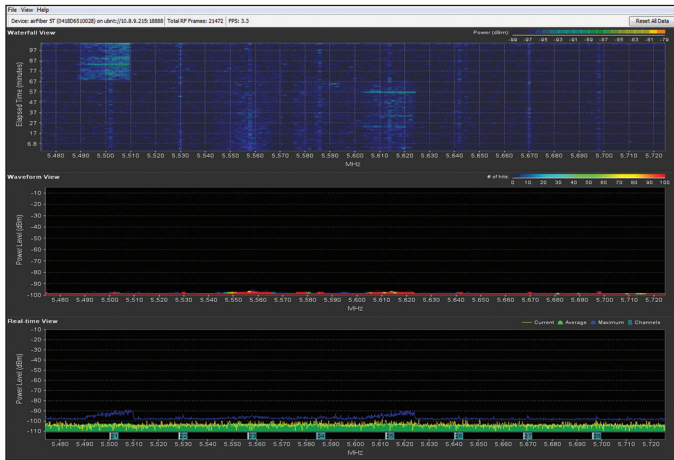 File View Help
Device: airFiber 5T (0418D6510028) on ubnt://10.8.9.215:18888 | Total RF Frames: 21472 | FPS: 3.3
Reset All Data
Waterfall View
Power (dBm)
-99 -97 -95 -93 -91 -89 -87 -85 -83 -81 -79
Elapsed Time (minutes)
97
87
77
67
57
47
37
27
17
6.8
5.480 5.490 5.500 5.510 5.520 5.530 5.540 5.550 5.560 5.570 5.580 5.590 5.600 5.610 5.620 5.630 5.640 5.650 5.660 5.670 5.680 5.690 5.700 5.710 5.720
MHz
Waveform View
# of hits:
0 10 20 30 40 50 60 70 80 90 100
Power Level (dBm)
-10
-20
-30
-40
-50
-60
-70
-80
-90
-100
5.480 5.490 5.500 5.510 5.520 5.530 5.540 5.550 5.560 5.570 5.580 5.590 5.600 5.610 5.620 5.630 5.640 5.650 5.660 5.670 5.680 5.690 5.700 5.710 5.720
MHz
Real-time View
Current Average Maximum Channels
Power Level (dBm)
-10
-20
-30
-40
-50
-60
-70
-80
-90
-100
-110
5.480 5.490 5.500 5.510 5.520 5.530 5.540 5.550 5.560 5.570 5.580 5.590 5.600 5.610 5.620 5.630 5.640 5.650 5.660 5.670 5.680 5.690 5.700 5.710 5.720
MHz